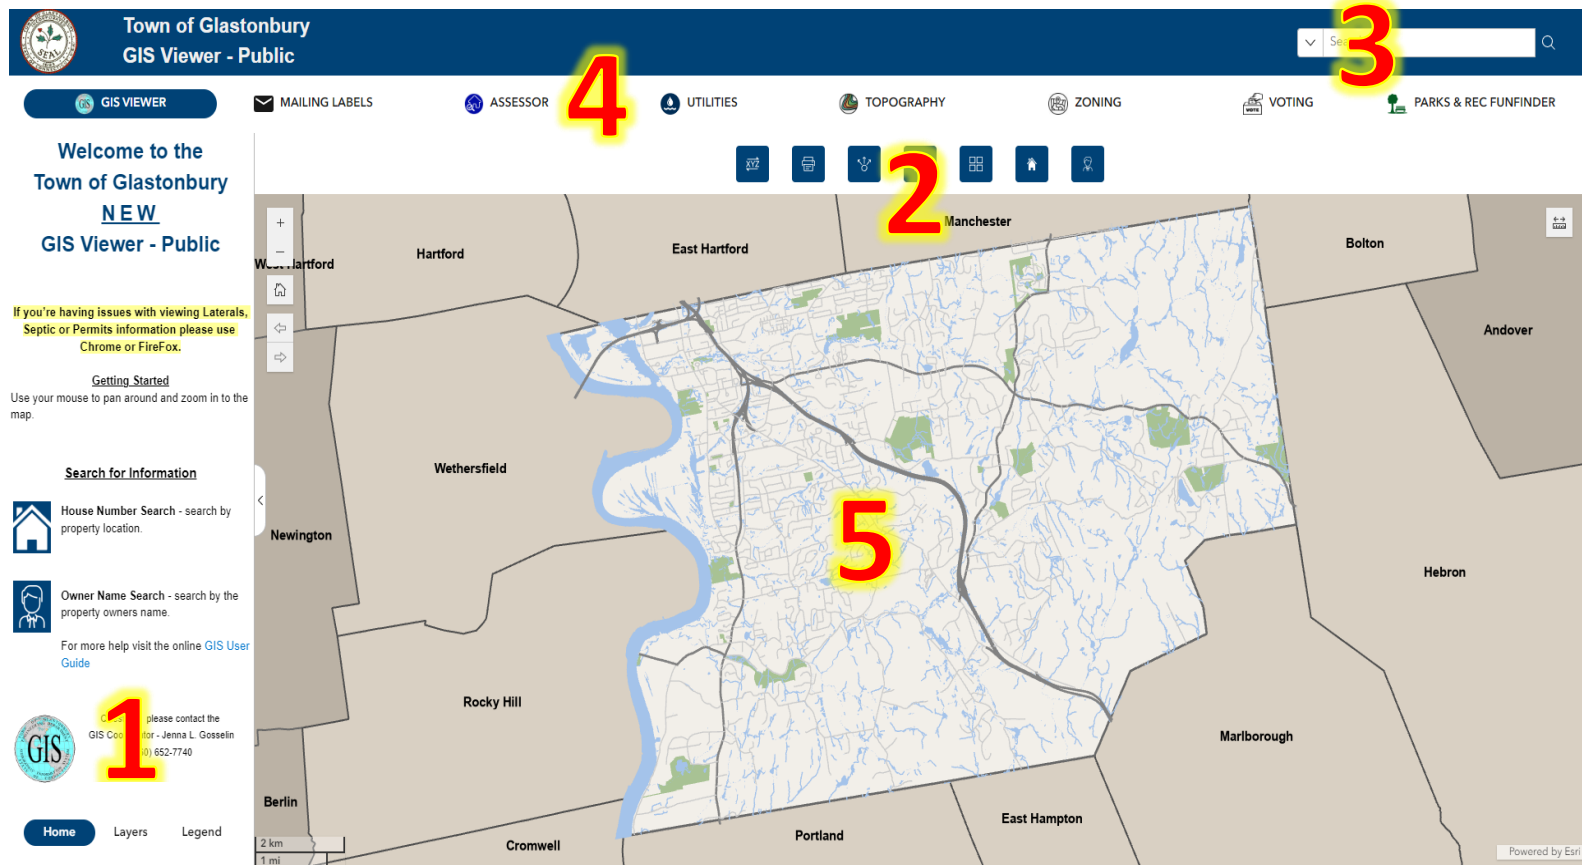 Town of Glastonbury
GIS Viewer - Public
3
4
GIS VIEWER
MAILING LABELS
ASSESSOR
UTILITIES
TOPOGRAPHY
ZONING
VOTING
PARKS & REC FUNFINDER
Welcome to the
Town of Glastonbury
NEW
GIS Viewer - Public
If you're having issues with viewing Laterals,
Septic or Permits information please use
Chrome or FireFox.
Getting Started
Use your mouse to pan around and zoom in to the
map.
Search for Information
House Number Search - search by
property location.
Owner Name Search - search by the
property owners name.
For more help visit the online GIS User
Guide
GIS
please contact the
GIS - Jenna L. Gosselin
652-7740
1
Home
Layers
Legend
XYZ
2
Manchester
Hartford
East Hartford
Bolton
Andover
Wethersfield
Newington
5
Hebron
Rocky Hill
Marlborough
Berlin
East Hampton
Portland
Cromwell
2 km
1 mi
Powered by Esri